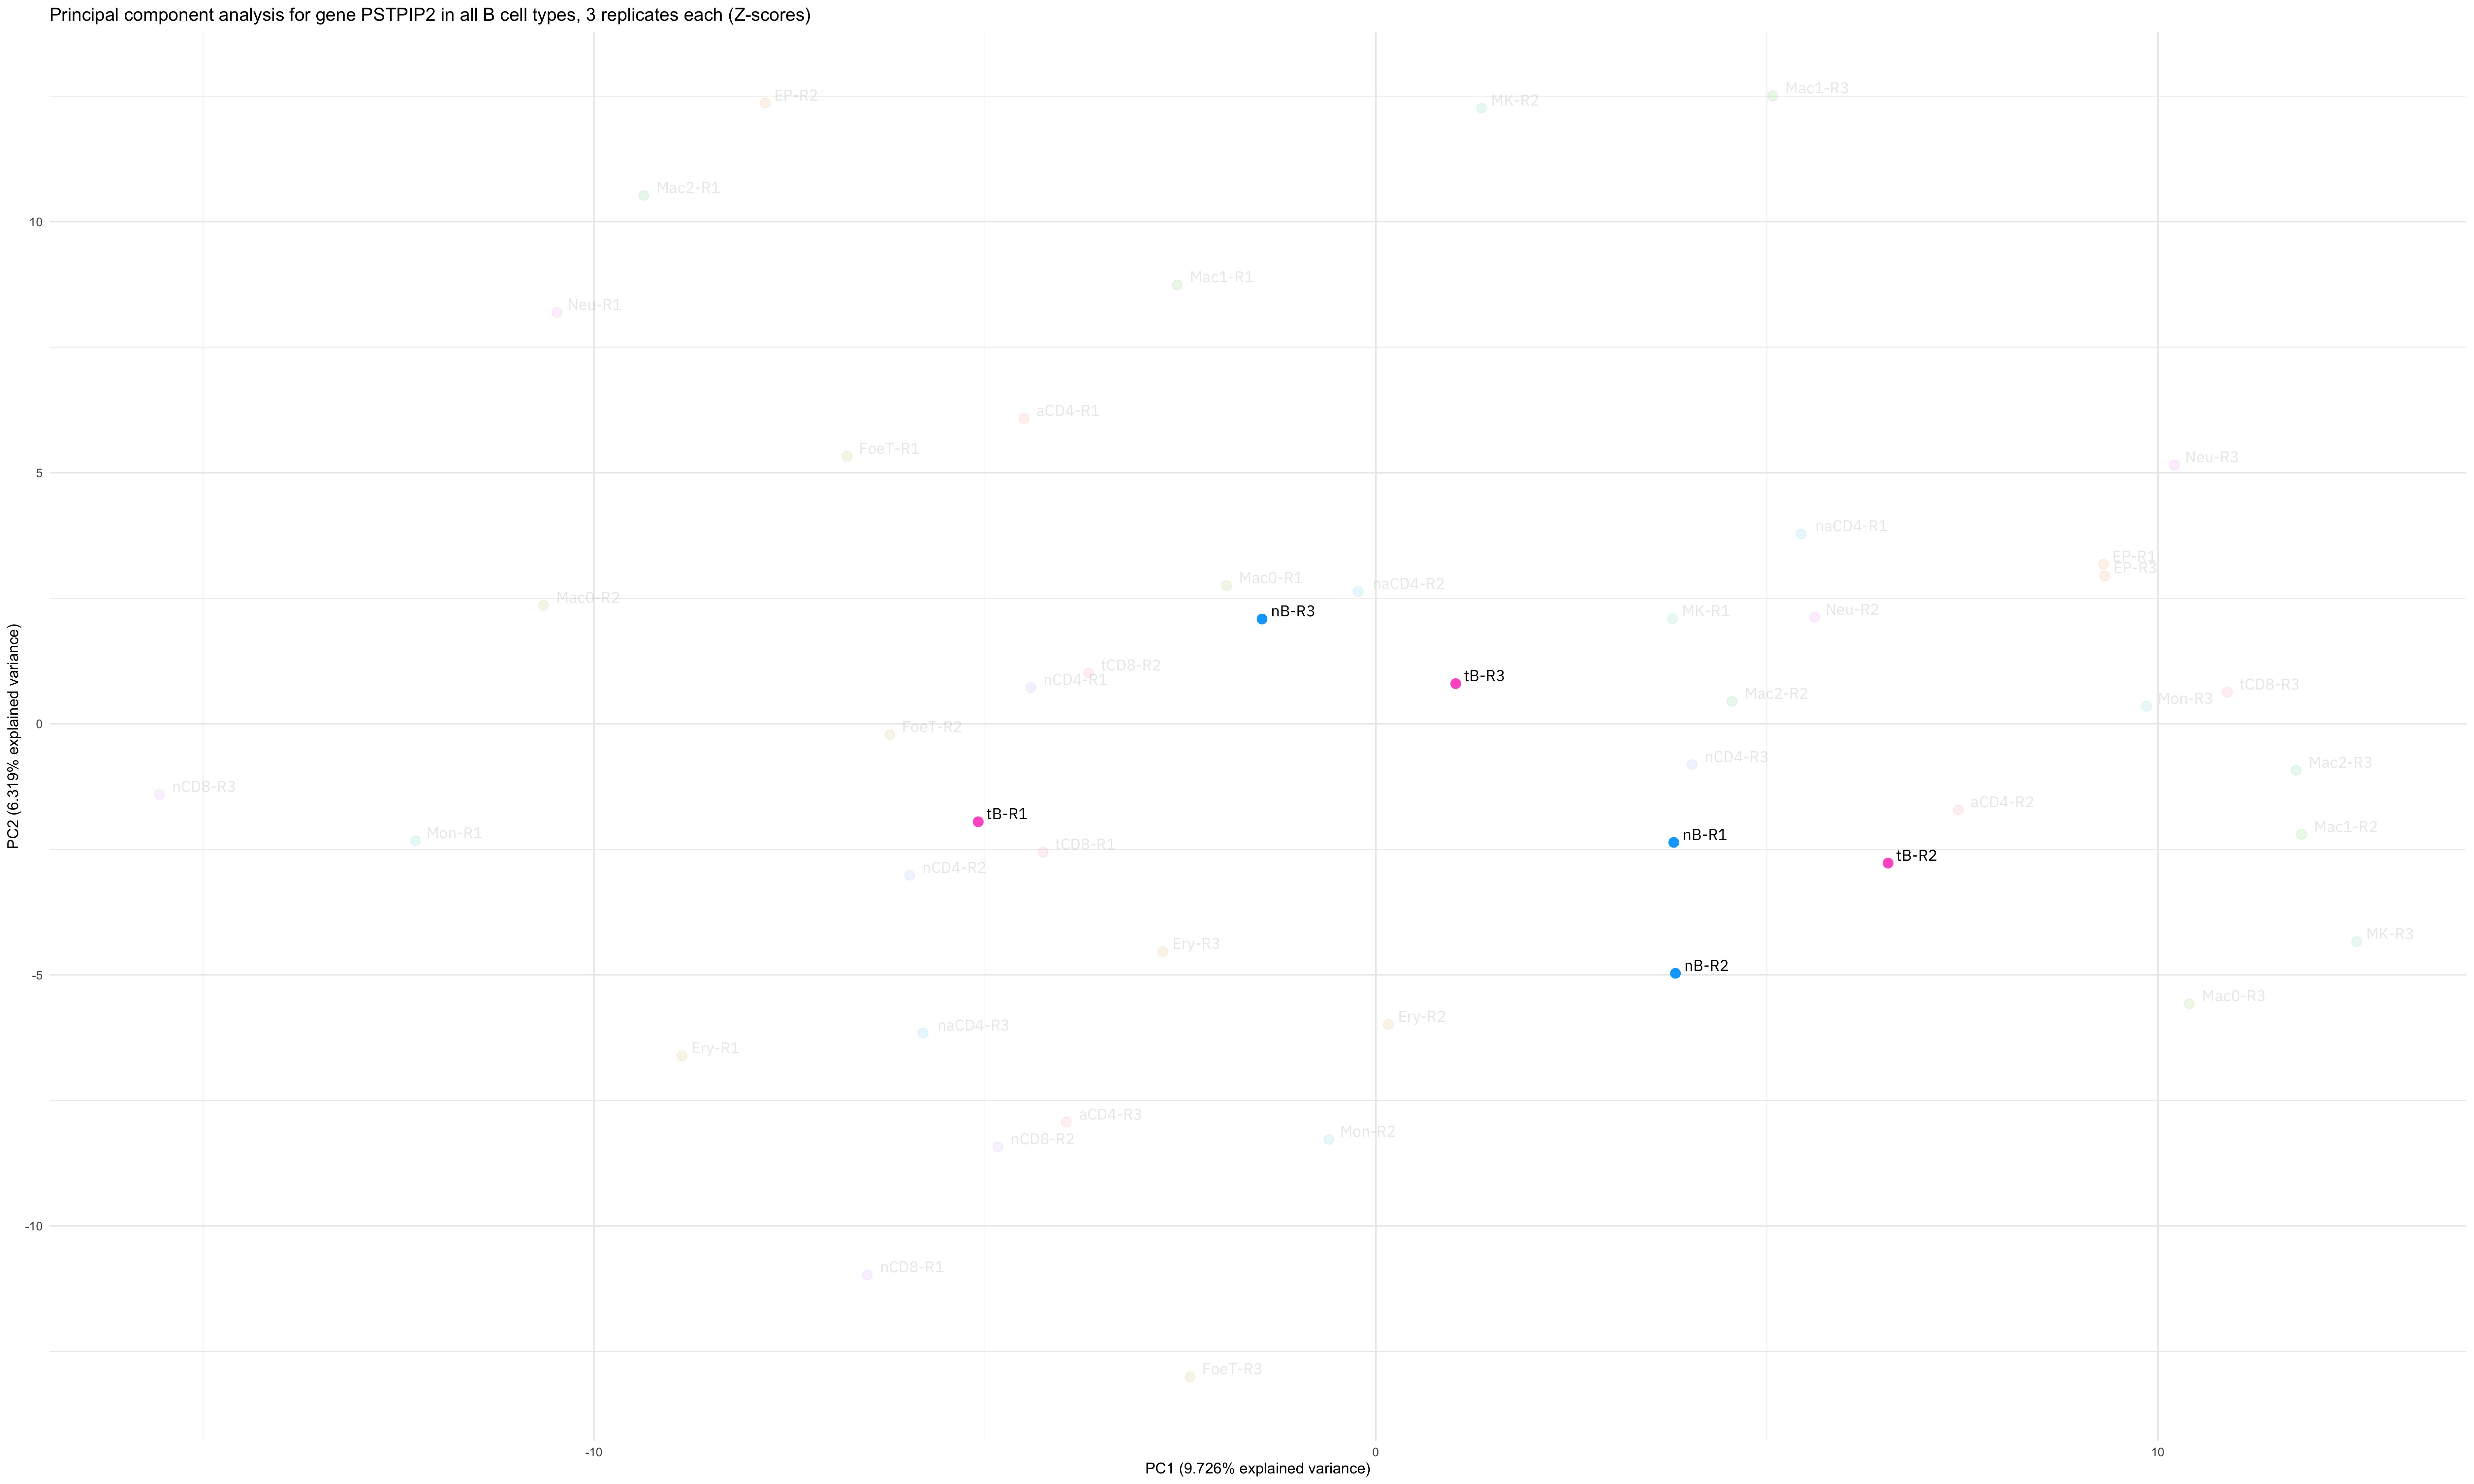 Principal component analysis for gene PSTPIP2 in all B cell types, 3 replicates each (Z-scores)
Mac1-R3
EP-R2
MK-R2
Mac2-R1
10
Mac1-R1
Neu-R1
aCD4-R1
FoeT-R1
Neu-R3
5
naCD4-R1
EP-R1
EP-R3
Mac0-R1
naCD4-R2
Mac0-R2
nB-R3
MK-R1
Neu-R2
tCD8-R2
nCD4-R1
tB-R3
tCD8-R3
Mac2-R2
Mon-R3
FoeT-R2
0
nCD4-R3
Mac2-R3
nCD8-R3
aCD4-R2
tB-R1
Mac1-R2
Mon-R1
nB-R1
tCD8-R1
tB-R2
nCD4-R2
MK-R3
Ery-R3
nB-R2
-5
Mac0-R3
Ery-R2
naCD4-R3
Ery-R1
aCD4-R3
Mon-R2
nCD8-R2
-10
nCD8-R1
FoeT-R3
PC2 (6.319% explained variance)
-10
0
10
PC1 (9.726% explained variance)